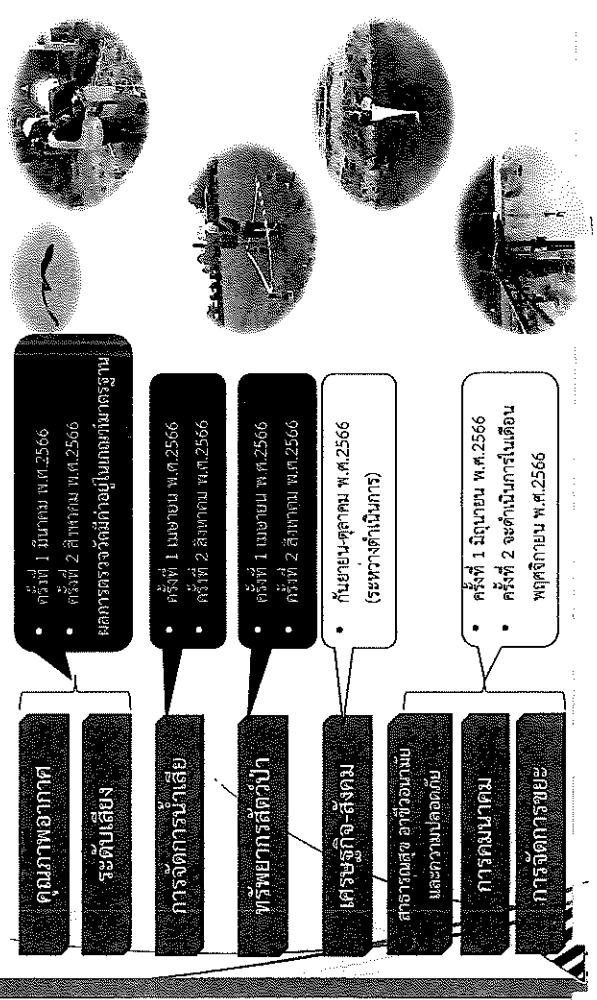 คุณภาพอากาศ
ระดับเสียง
• ครั้งที่ 1 มีนาคม พ.ศ.2566
• ครั้งที่ 2 สิงหาคม พ.ศ.2566
ผลการตรวจวัดมีค่าอยู่ในเกณฑ์มาตรฐาน
การจัดการน้ำเสีย
• ครั้งที่ 1 เมษายน พ.ศ.2566
• ครั้งที่ 2 สิงหาคม พ.ศ.2566
ทรัพยากรสัตว์ป่า
• ครั้งที่ 1 เมษายน พ.ศ.2566
• ครั้งที่ 2 สิงหาคม พ.ศ.2566
เศรษฐกิจ-สังคม
• กันยายน-ตุลาคม พ.ศ.2566
(ระหว่างดำเนินการ)
สาธารณสุข อาชีวอนามัย
และความปลอดภัย
การคมนาคม
การจัดการขยะ
• ครั้งที่ 1 มิถุนายน พ.ศ.2566
• ครั้งที่ 2 จะดำเนินการในเดือน
พฤศจิกายน พ.ศ.2566